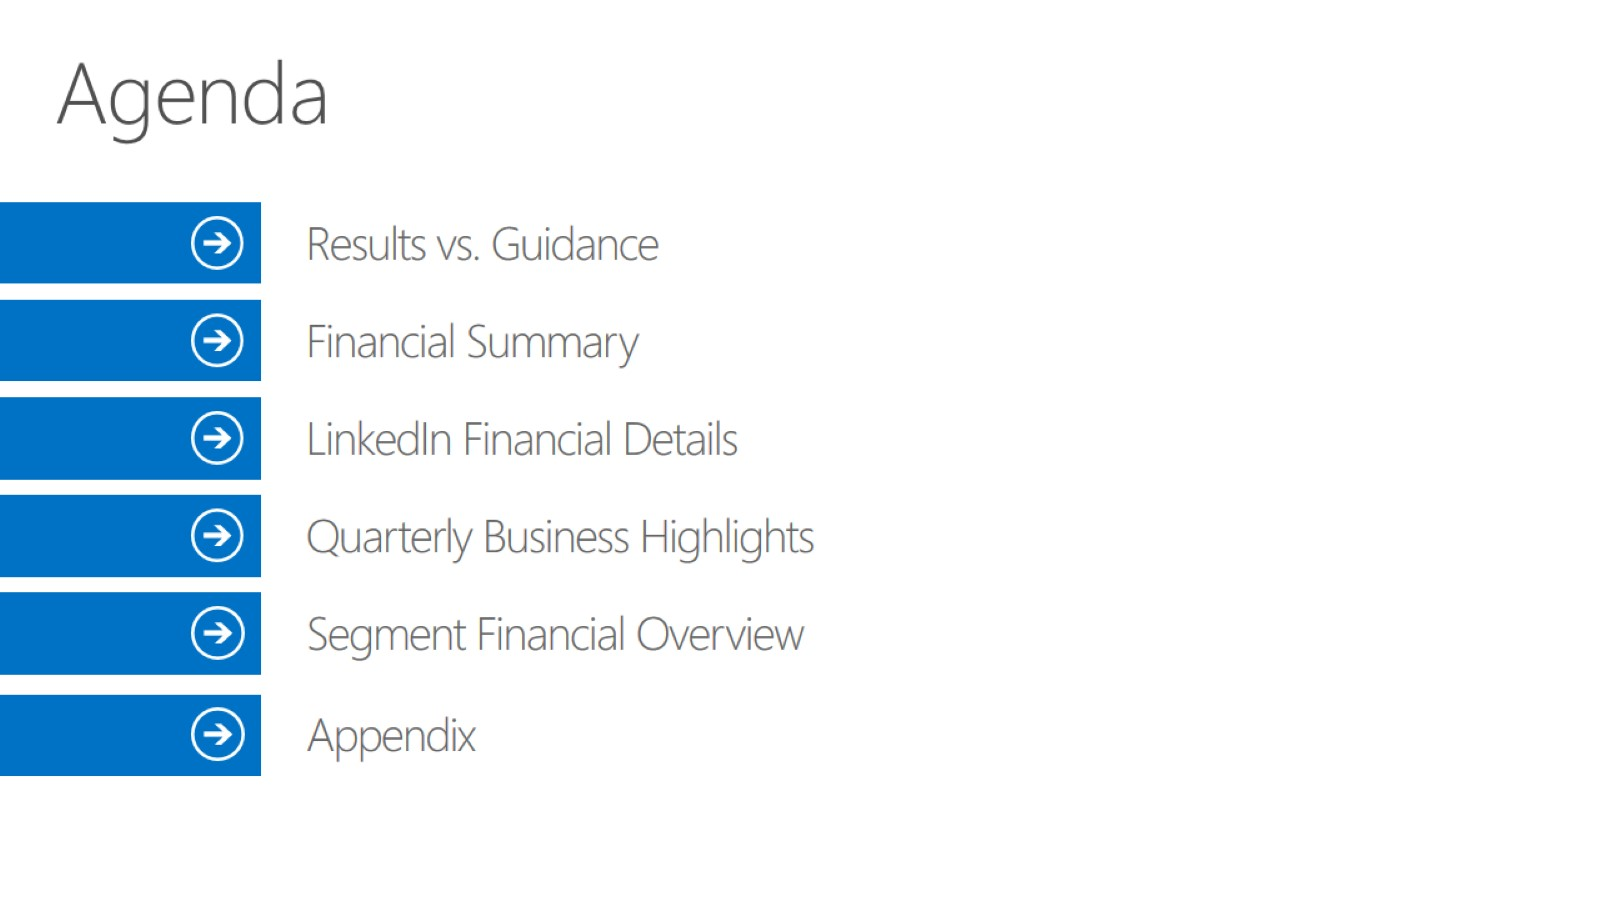 Agenda
Results vs. Guidance
Financial Summary
LinkedIn Financial Details
Quarterly Business Highlights
Segment Financial Overview
Appendix